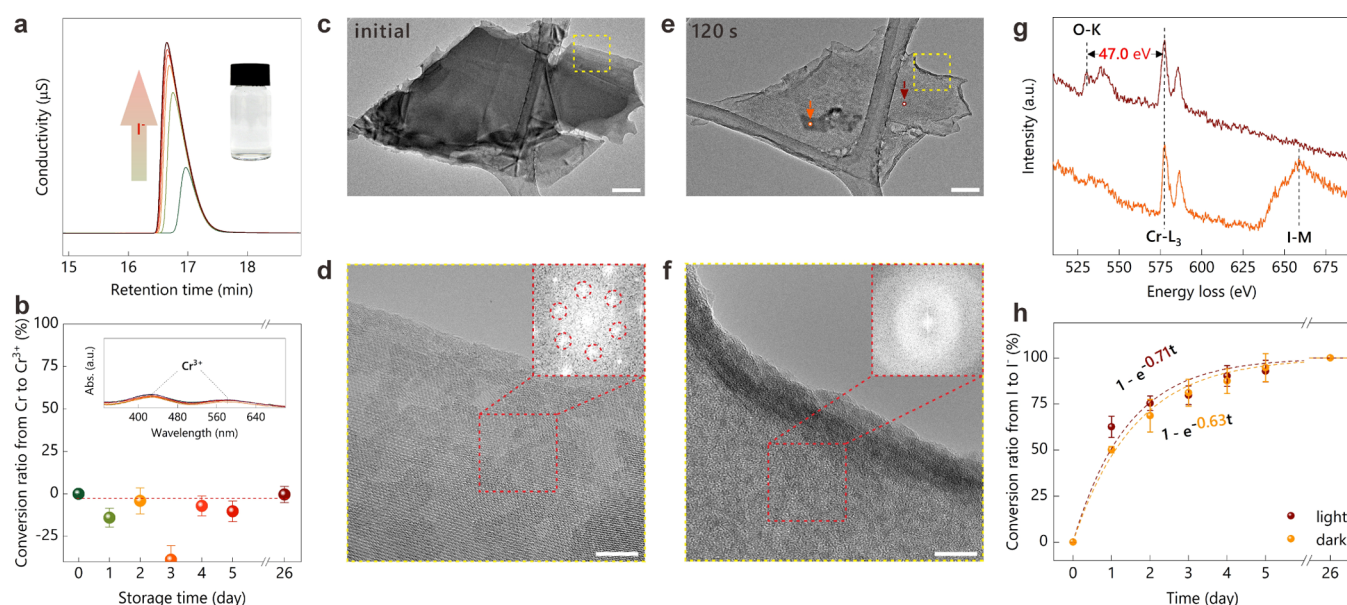 a
Conductivity (µS)
I⁻
15 16 17 18
Retention time (min)
b
Conversion ratio from Cr to Cr³⁺ (%)
100
75
50
25
0
-25
Abs. (a.u.)
Cr³⁺
400 480 560 640
Wavelength (nm)
0 1 2 3 4 5 26
Storage time (day)
c
initial
d
e
120 s
f
g
Intensity (a.u.)
O-K
47.0 eV
Cr-L₃
I-M
525 550 575 600 625 650 675
Energy loss (eV)
h
Conversion ratio from I to I⁻ (%)
100
75
50
25
0
1 - e-0.71t
1 - e-0.63t
light
dark
0 1 2 3 4 5 26
Time (day)